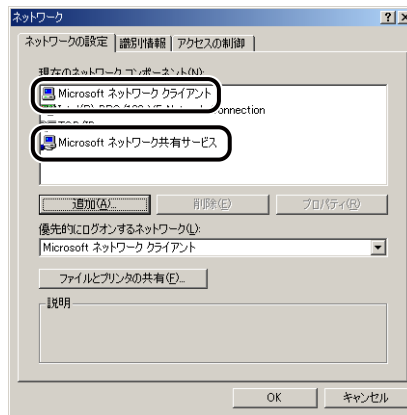 ネットワーク
ネットワークの設定 識別情報 アクセスの制御
現在のネットワーク コンポーネント(N):
Microsoft ネットワーク クライアント
Microsoft ネットワーク共有サービス
追加(A)... 削除(E) プロパティ(R)
優先的にログオンするネットワーク(L):
Microsoft ネットワーク クライアント
ファイルとプリンタの共有(F)...
説明
OK キャンセル